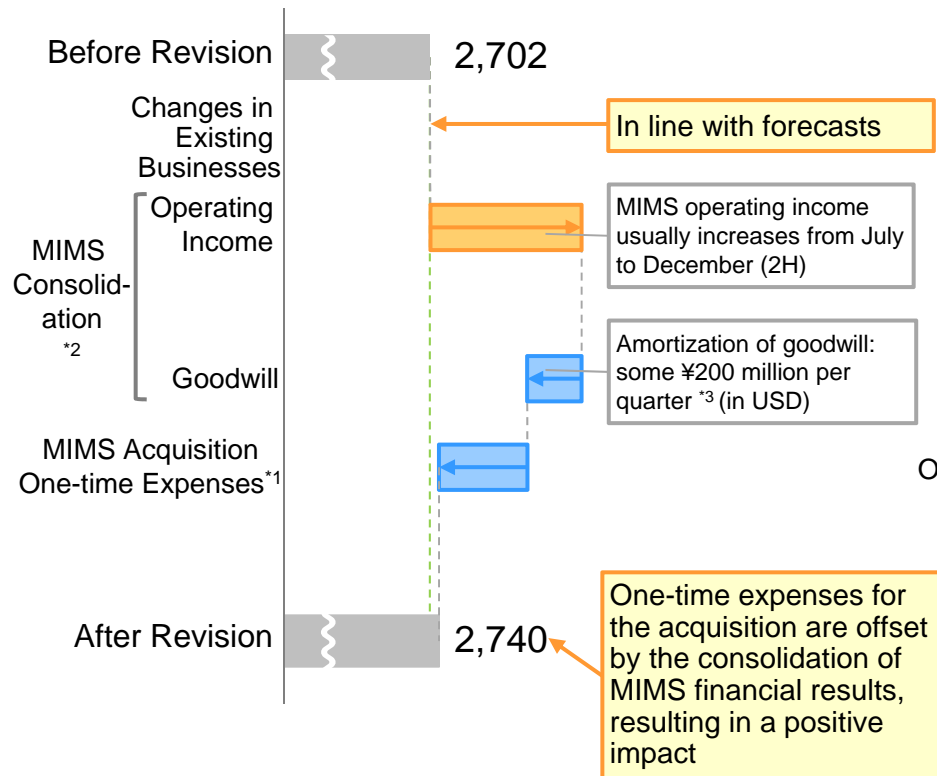 Before Revision
2,702
Changes in
Existing
Businesses
In line with forecasts
MIMS
Consolid-
ation
*2
Operating
Income
MIMS operating income
usually increases from July
to December (2H)
Goodwill
Amortization of goodwill:
some ¥200 million per
quarter *3 (in USD)
MIMS Acquisition
One-time Expenses*1
O
After Revision
2,740
One-time expenses for
the acquisition are offset
by the consolidation of
MIMS financial results,
resulting in a positive
impact